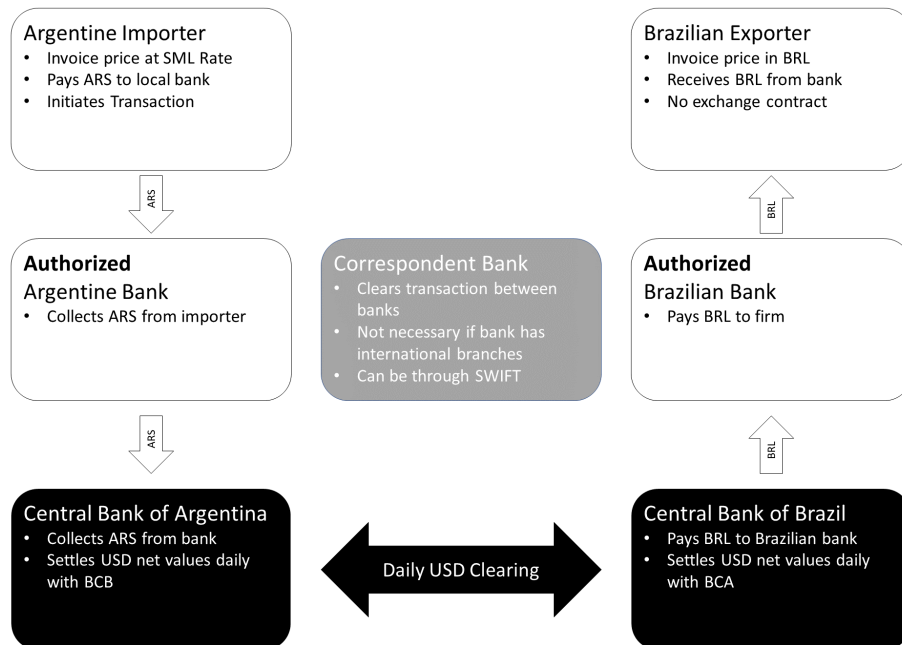 Argentine Importer
• Invoice price at SML Rate
• Pays ARS to local bank
• Initiates Transaction
Brazilian Exporter
• Invoice price in BRL
• Receives BRL from bank
• No exchange contract
ARS
BRL
Authorized
Argentine Bank
• Collects ARS from importer
Correspondent Bank
• Clears transaction between
banks
• Not necessary if bank has
international branches
• Can be through SWIFT
Authorized
Brazilian Bank
• Pays BRL to firm
ARS
BRL
Central Bank of Argentina
• Collects ARS from bank
• Settles USD net values daily
with BCB
Daily USD Clearing
Central Bank of Brazil
• Pays BRL to Brazilian bank
• Settles USD net values daily
with BCA